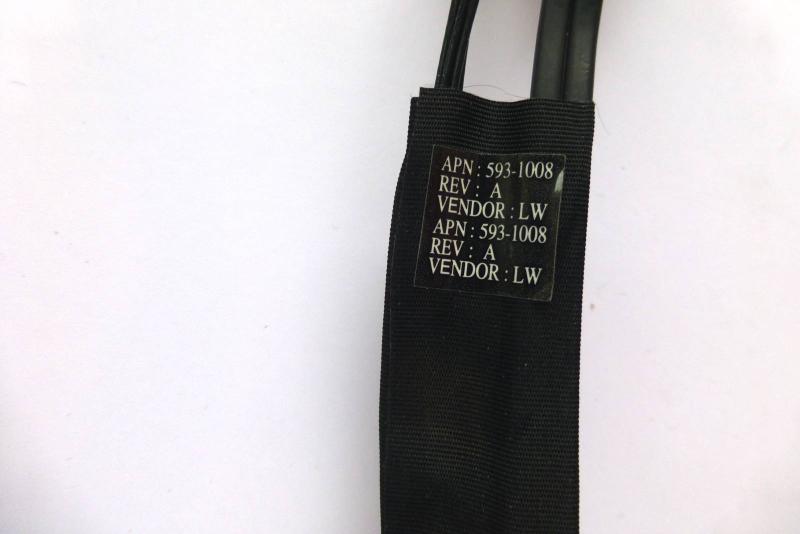 APN : 593-1008
REV : A
VENDOR : LW
APN : 593-1008
REV : A
VENDOR : LW